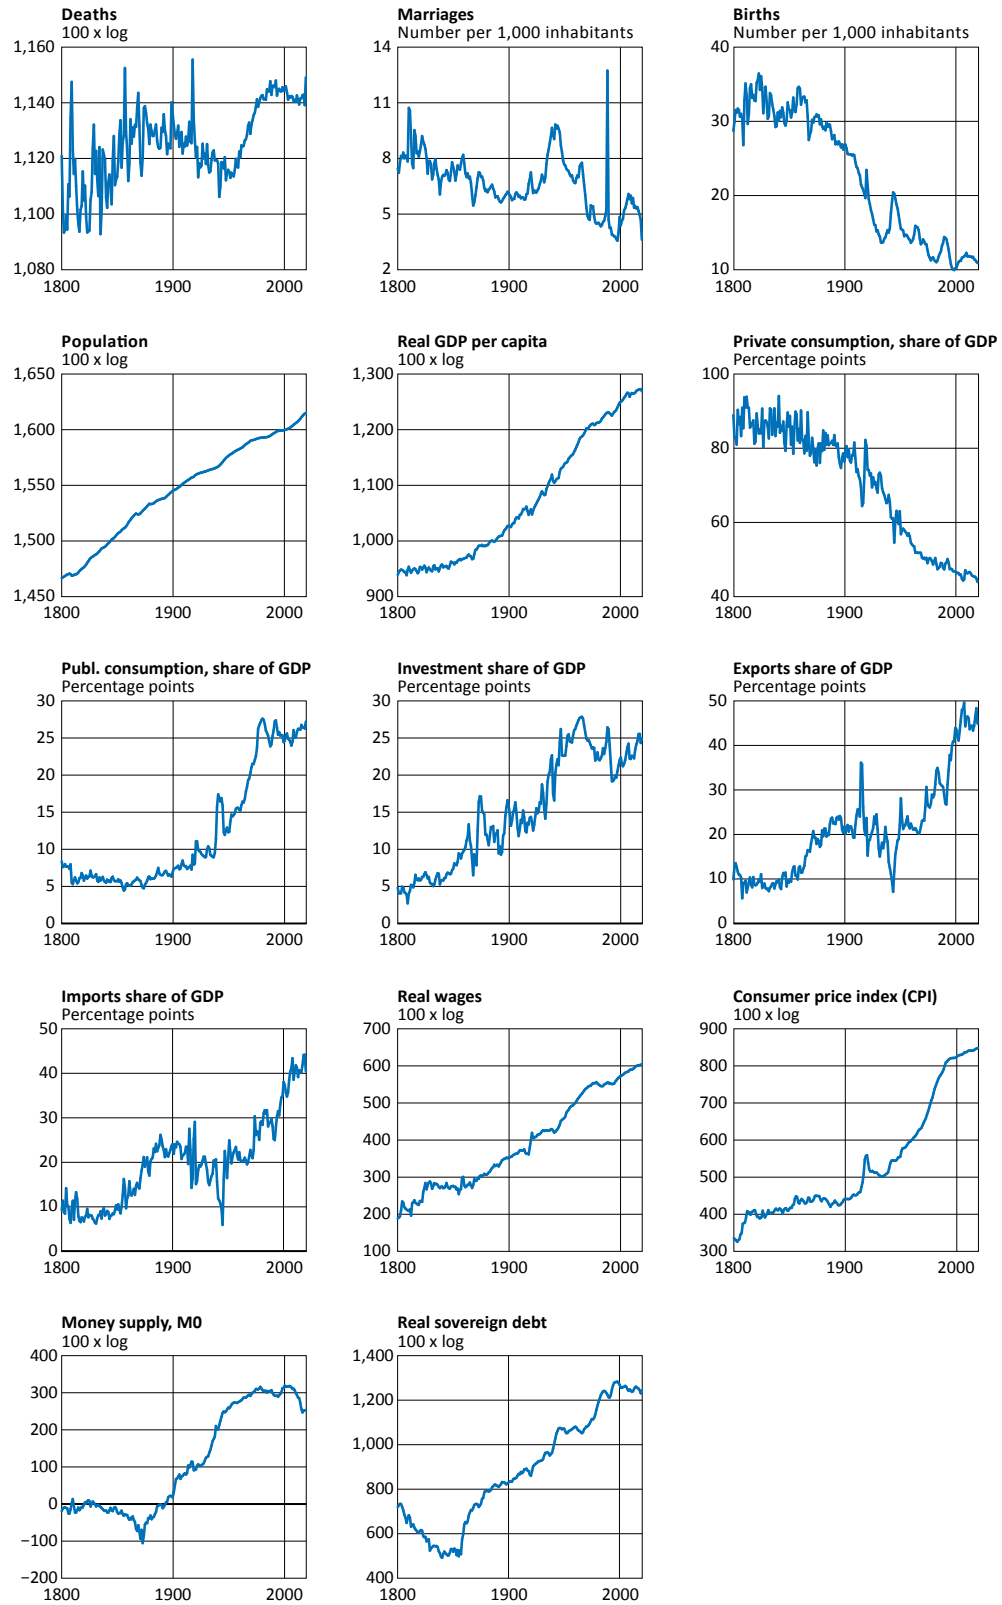 Deaths
100 x log
1,160
1,140
1,120
1,100
1,080
1800 1900 2000
Marriages
Number per 1,000 inhabitants
14
11
8
5
2
1800 1900 2000
Births
Number per 1,000 inhabitants
40
30
20
10
1800 1900 2000
Population
100 x log
1,650
1,600
1,550
1,500
1,450
1800 1900 2000
Real GDP per capita
100 x log
1,300
1,200
1,100
1,000
900
1800 1900 2000
Private consumption, share of GDP
Percentage points
100
80
60
40
1800 1900 2000
Publ. consumption, share of GDP
Percentage points
30
25
20
15
10
5
0
1800 1900 2000
Investment share of GDP
Percentage points
30
25
20
15
10
5
0
1800 1900 2000
Exports share of GDP
Percentage points
50
40
30
20
10
0
1800 1900 2000
Imports share of GDP
Percentage points
50
40
30
20
10
0
1800 1900 2000
Real wages
100 x log
700
600
500
400
300
200
100
1800 1900 2000
Consumer price index (CPI)
100 x log
900
800
700
600
500
400
300
1800 1900 2000
Money supply, M0
100 x log
400
300
200
100
0
−100
−200
1800 1900 2000
Real sovereign debt
100 x log
1,400
1,200
1,000
800
600
400
1800 1900 2000